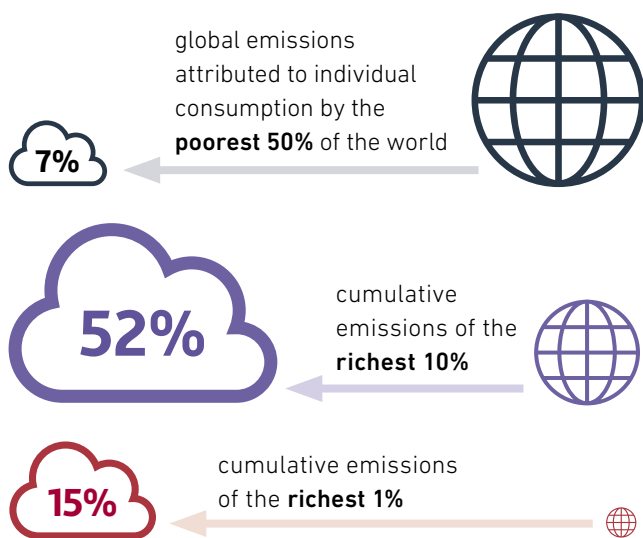 global emissions
attributed to individual
consumption by the
poorest 50% of the world
7%
52%
cumulative
emissions of the
richest 10%
cumulative emissions
of the richest 1%
15%